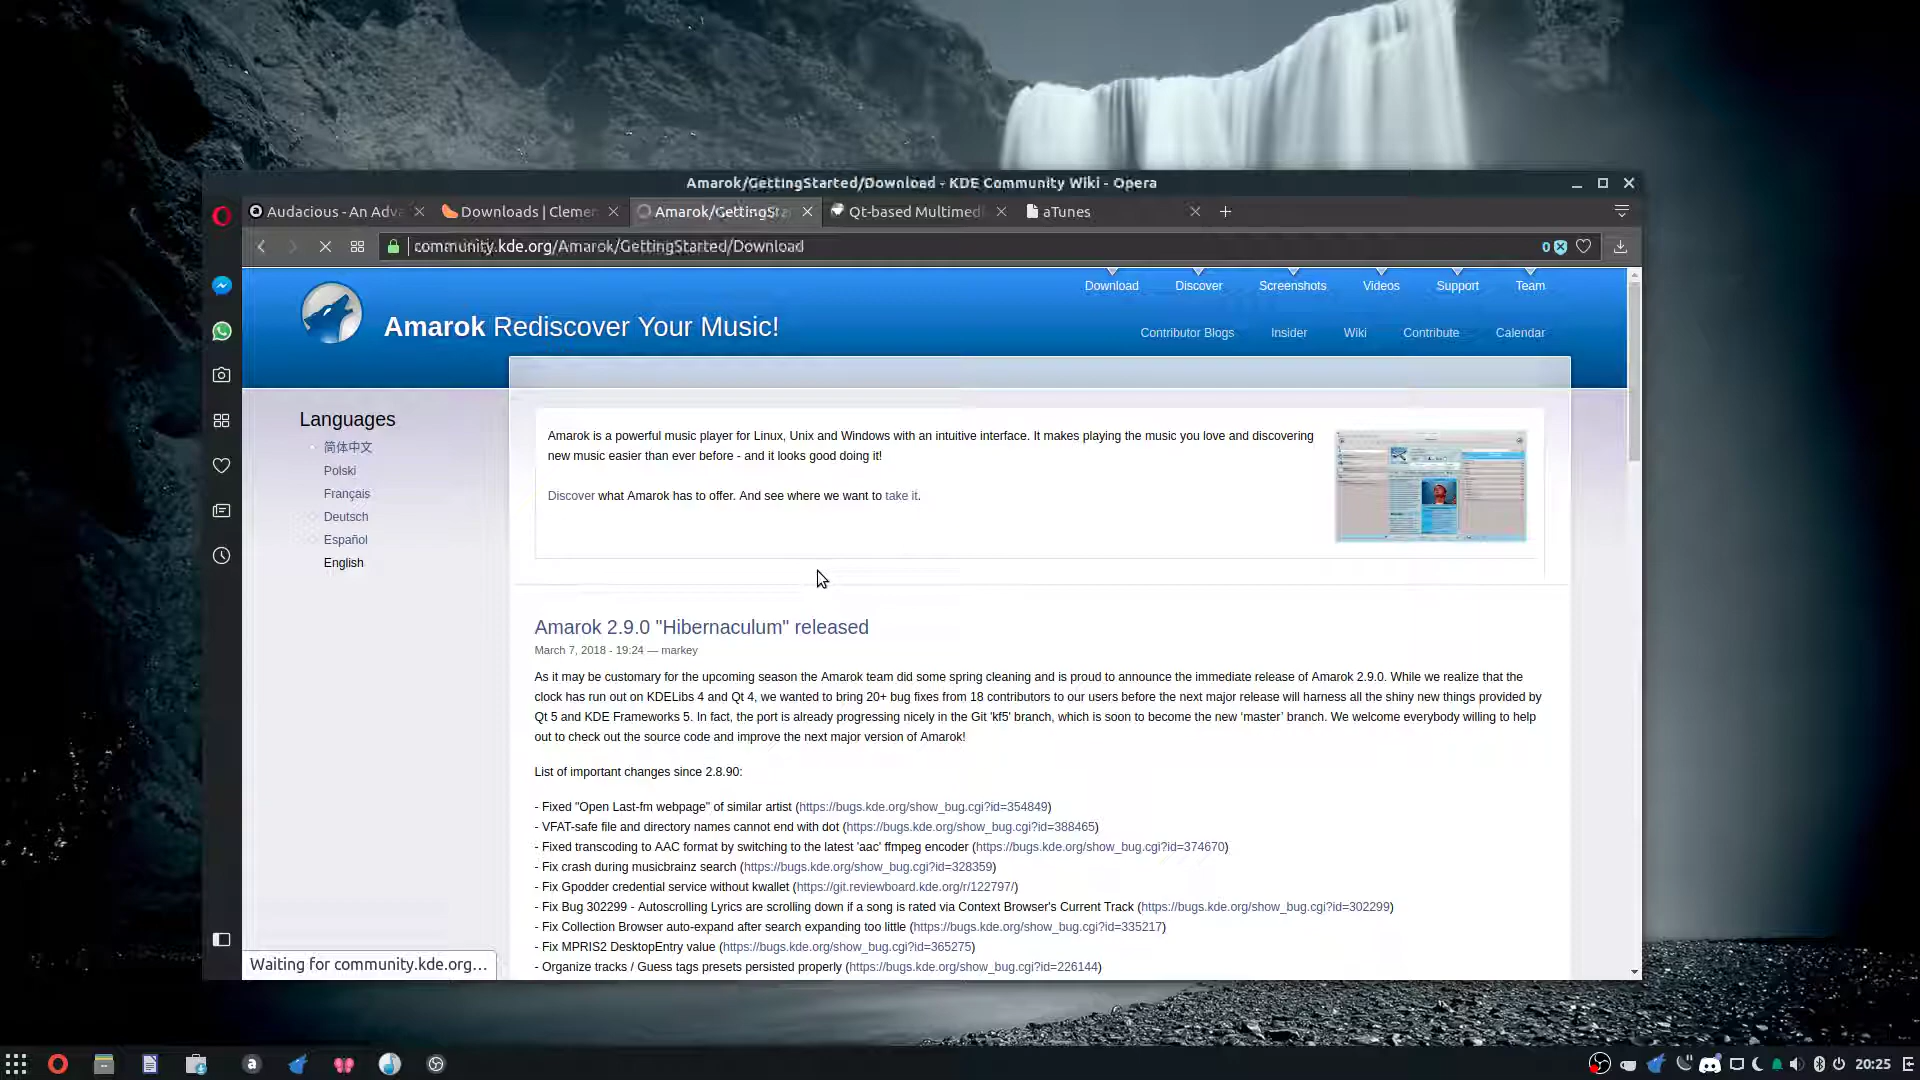 Amarok/GettingStarted/Download - KDE Community Wiki - Opera
Audacious - An Adva
Downloads | Clemen
Amarok/GettingSta
Qt-based Multimed
aTunes
community.kde.org/Amarok/GettingStarted/Download
0
Download Discover Screenshots Videos Support Team
Amarok Rediscover Your Music!
Contributor Blogs Insider Wiki Contribute Calendar
Languages
简体中文
Polski
Français
Deutsch
Español
English
Amarok is a powerful music player for Linux, Unix and Windows with an intuitive interface. It makes playing the music you love and discovering
new music easier than ever before - and it looks good doing it!
Discover what Amarok has to offer. And see where we want to take it.
Amarok 2.9.0 "Hibernaculum" released
March 7, 2018 - 19:24 — markey
As it may be customary for the upcoming season the Amarok team did some spring cleaning and is proud to announce the immediate release of Amarok 2.9.0. While we realize that the
clock has run out on KDELibs 4 and Qt 4, we wanted to bring 20+ bug fixes from 18 contributors to our users before the next major release will harness all the shiny new things provided by
Qt 5 and KDE Frameworks 5. In fact, the port is already progressing nicely in the Git 'kf5' branch, which is soon to become the new ‘master’ branch. We welcome everybody willing to help
out to check out the source code and improve the next major version of Amarok!
List of important changes since 2.8.90:
- Fixed "Open Last-fm webpage" of similar artist (https://bugs.kde.org/show_bug.cgi?id=354849)
- VFAT-safe file and directory names cannot end with dot (https://bugs.kde.org/show_bug.cgi?id=388465)
- Fixed transcoding to AAC format by switching to the latest 'aac' ffmpeg encoder (https://bugs.kde.org/show_bug.cgi?id=374670)
- Fix crash during musicbrainz search (https://bugs.kde.org/show_bug.cgi?id=328359)
- Fix Gpodder credential service without kwallet (https://git.reviewboard.kde.org/r/122797/)
- Fix Bug 302299 - Autoscrolling Lyrics are scrolling down if a song is rated via Context Browser's Current Track (https://bugs.kde.org/show_bug.cgi?id=302299)
- Fix Collection Browser auto-expand after search expanding too little (https://bugs.kde.org/show_bug.cgi?id=335217)
- Fix MPRIS2 DesktopEntry value (https://bugs.kde.org/show_bug.cgi?id=365275)
- Organize tracks / Guess tags presets persisted properly (https://bugs.kde.org/show_bug.cgi?id=226144)
Waiting for community.kde.org...
a
20:25